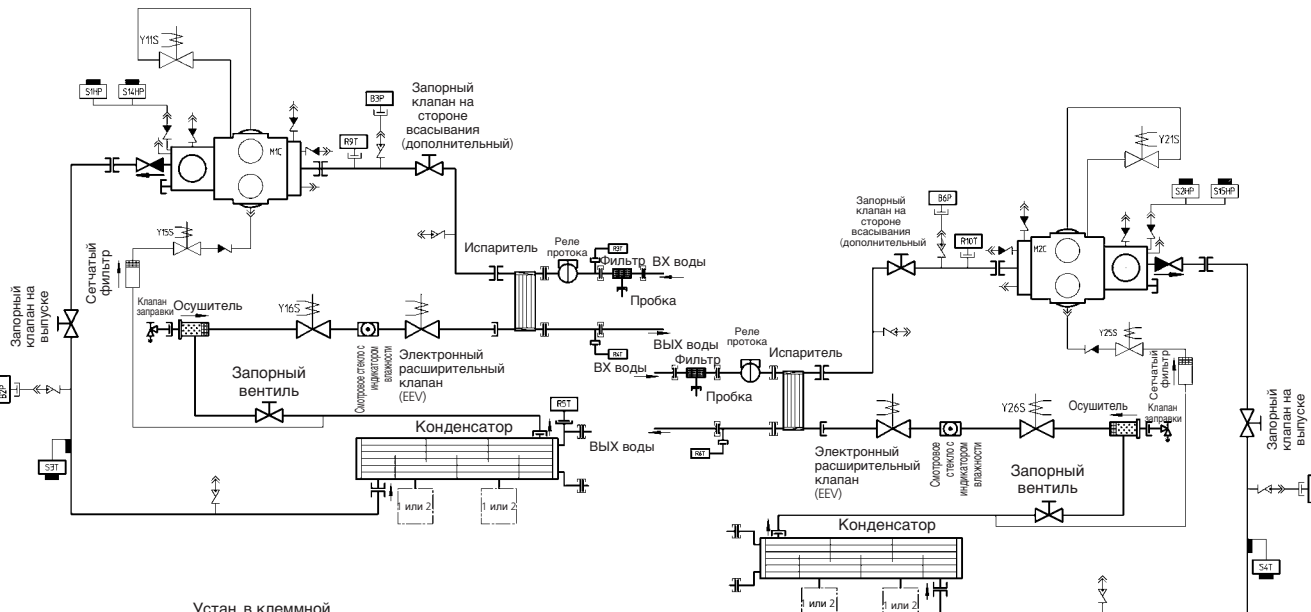 Y11S
S1HP
S14HP
B3P
Запорный
клапан на
стороне
всасывания
(дополнительный)
M1C
R9T
Y15S
Сетчатый
фильтр
Запорный
клапан на
выпуске
Клапан
заправки
Осушитель
Y16S
Испаритель
Реле
протока
R3T
Фильтр
ВХ воды
Пробка
Смотровое стекло с
индикатором
влажности
Электронный
расширительный
клапан
(EEV)
R4T
ВЫХ воды
ВХ воды
Запорный
вентиль
B2P
S3T
Конденсатор
R5T
ВЫХ воды
1 или 2
1 или 2
Устан. в клеммной
Y21S
S2HP
S15HP
B6P
Запорный
клапан на
стороне
всасывания
(дополнительный
R10T
M2C
Y25S
Сетчатый
фильтр
Запорный
клапан на
выпуске
Фильтр
Реле
протока
Испаритель
Пробка
R6T
Электронный
расширительный
клапан
(EEV)
Смотровое
стекло с
индикатором
влажности
Y26S
Осушитель
Клапан
заправки
Запорный
вентиль
Конденсатор
1 или 2
1 или 2
S4T